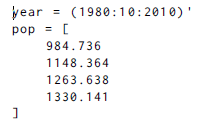 year = (1980:10:2010)'
pop = [
984.736
1148.364
1263.638
1330.141
]